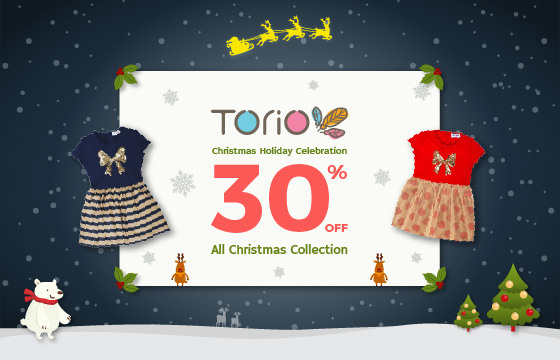 TORiO
Christmas Holiday Celebration
30%
OFF
All Christmas Collection